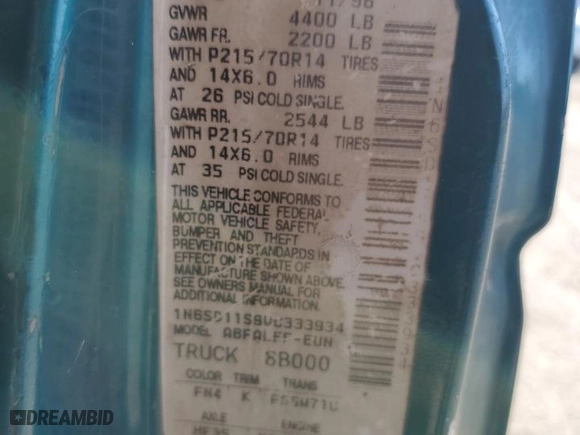 GVWR 4400 LB
GAWR FR. 2200 LB
WITH P215/70R14 TIRES
AND 14X6.0 RIMS
AT 26 PSI COLD SINGLE.
GAWR RR. 2544 LB
WITH P215/70R14 TIRES
AND 14X6.0 RIMS
AT 35 PSI COLD SINGLE.
THIS VEHICLE CONFORMS TO
ALL APPLICABLE FEDERAL
MOTOR VEHICLE SAFETY,
BUMPER AND THEFT
PREVENTION STANDARDS IN
EFFECT ON THE DATE OF
MANUFACTURE SHOWN ABOVE.
SEE OWNERS MANUAL FOR
MODEL
TRUCK
COLOR TRIM TRANS
FN4 K
AXLE ENGINE
DREAMBID